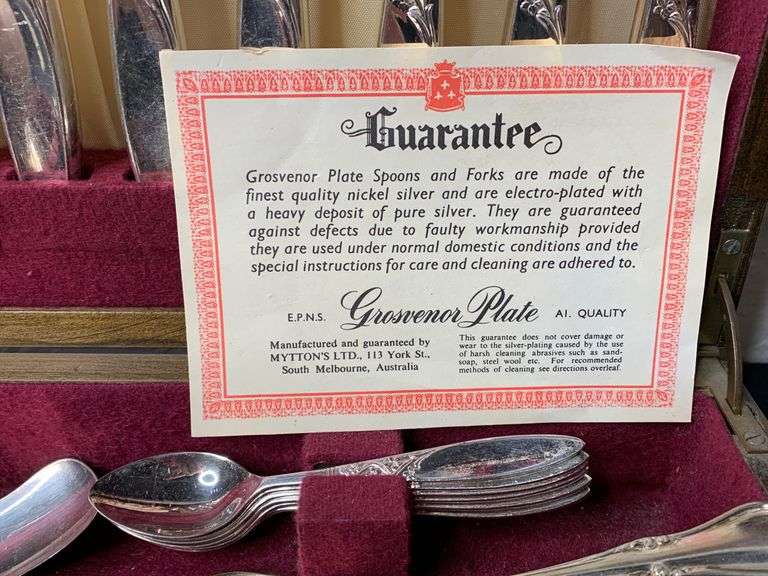 Guarantee
Grosvenor Plate Spoons and Forks are made of the
finest quality nickel silver and are electro-plated with
a heavy deposit of pure silver. They are guaranteed
against defects due to faulty workmanship provided
they are used under normal domestic conditions and the
special instructions for care and cleaning are adhered to.
E.P.N.S. Grosvenor Plate A1. QUALITY
Manufactured and guaranteed by
MYTTON'S LTD., 113 York St.,
South Melbourne, Australia
This guarantee does not cover damage or
wear to the silver-plating caused by the use
of harsh cleaning abrasives such as sand-
soap, steel wool etc. For recommended
methods of cleaning see directions overleaf.